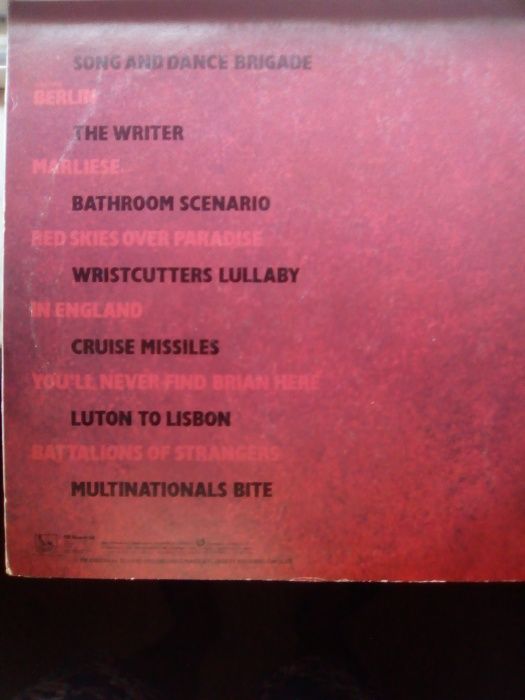 SONG AND DANCE BRIGADE
BERLIN
THE WRITER
MARLIESE
BATHROOM SCENARIO
RED SKIES OVER PARADISE
WRISTCUTTERS LULLABY
IN ENGLAND
CRUISE MISSILES
YOU'LL NEVER FIND BRIAN HERE
LUTON TO LISBON
BATTALIONS OF STRANGERS
MULTINATIONALS BITE